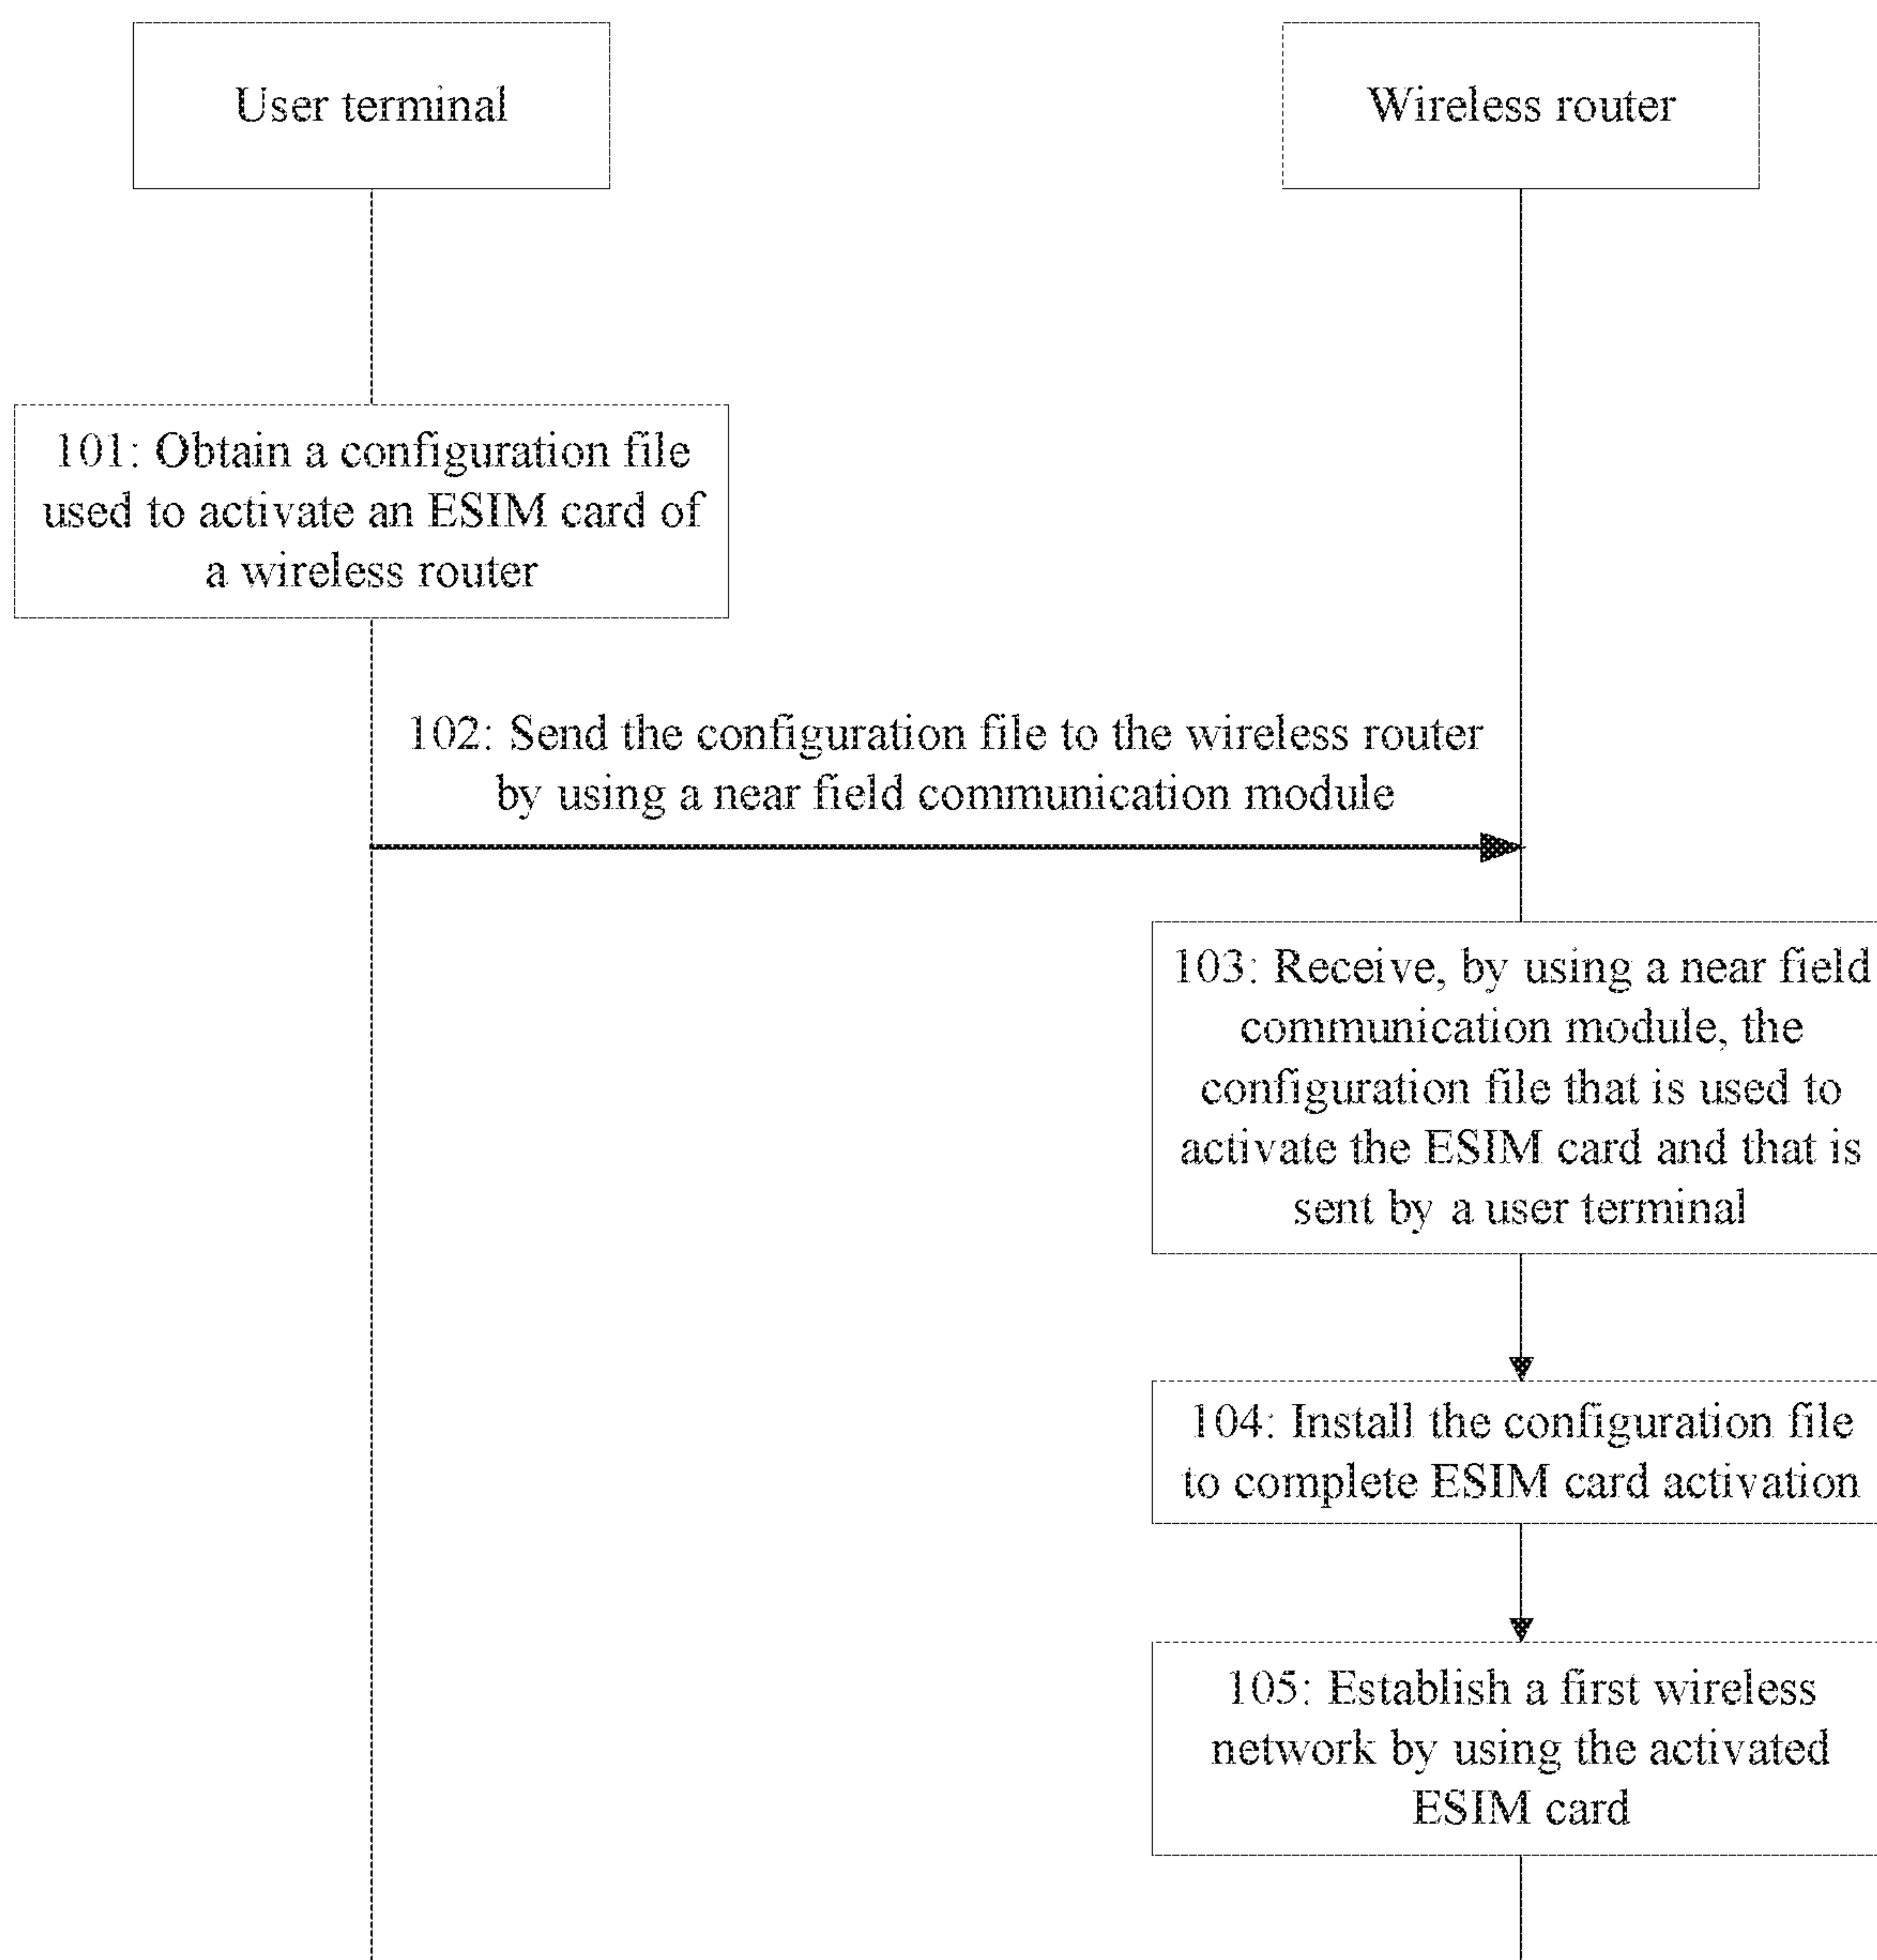 User terminal
Wireless router
101: Obtain a configuration file
used to activate an ESIM card of
a wireless router
102: Send the configuration file to the wireless router
by using a near field communication module
103: Receive, by using a near field
communication module, the
configuration file that is used to
activate the ESIM card and that is
sent by a user terminal
104: Install the configuration file
to complete ESIM card activation
105: Establish a first wireless
network by using the activated
ESIM card